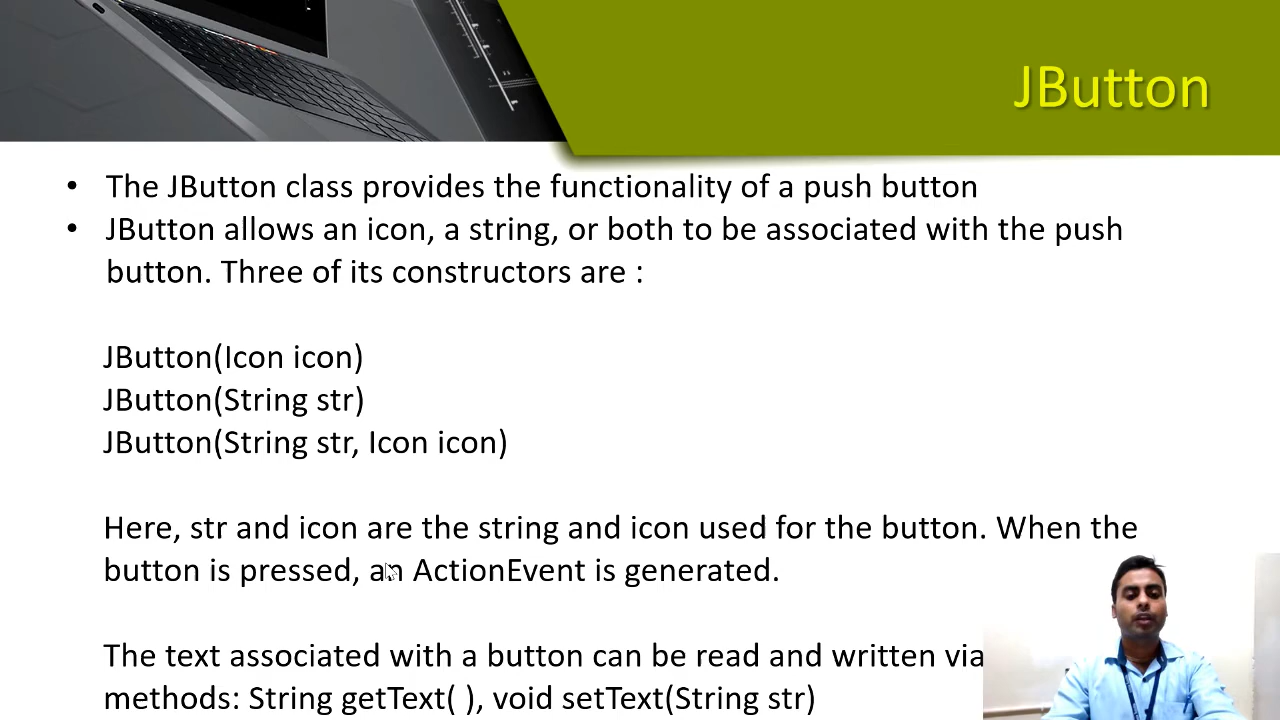 JButton
• The JButton class provides the functionality of a push button
• JButton allows an icon, a string, or both to be associated with the push
button. Three of its constructors are :
JButton(Icon icon)
JButton(String str)
JButton(String str, Icon icon)
Here, str and icon are the string and icon used for the button. When the
button is pressed, an ActionEvent is generated.
The text associated with a button can be read and written via
methods: String getText( ), void setText(String str)